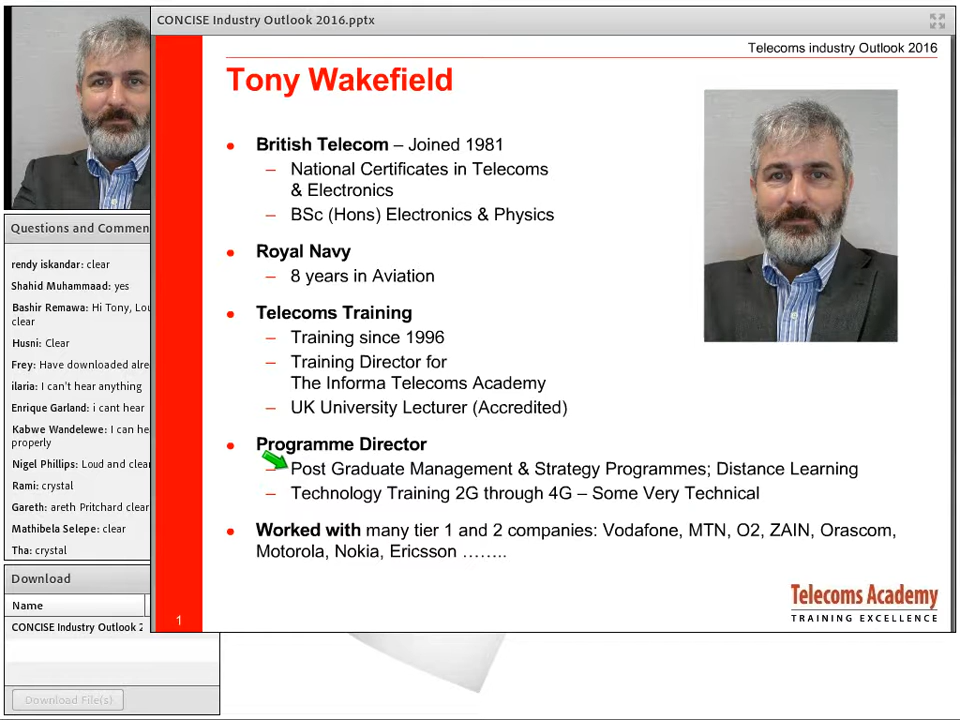 CONCISE Industry Outlook 2016.pptx
Telecoms industry Outlook 2016
Tony Wakefield
British Telecom – Joined 1981
– National Certificates in Telecoms
& Electronics
– BSc (Hons) Electronics & Physics
Royal Navy
– 8 years in Aviation
Telecoms Training
– Training since 1996
– Training Director for
The Informa Telecoms Academy
– UK University Lecturer (Accredited)
Programme Director
– Post Graduate Management & Strategy Programmes; Distance Learning
– Technology Training 2G through 4G – Some Very Technical
Worked with many tier 1 and 2 companies: Vodafone, MTN, O2, ZAIN, Orascom,
Motorola, Nokia, Ericsson ……..
Telecoms Academy
TRAINING EXCELLENCE
1
Questions and Commen
rendy iskandar: clear
Shahid Muhammaad: yes
Bashir Remawa: Hi Tony, Lou
clear
Husni: Clear
Frey: Have downloaded alre
ilaria: I can't hear anything
Enrique Garland: i cant hear
Kabwe Wandelewe: I can he
properly
Nigel Phillips: Loud and clear
Rami: crystal
Gareth: areth Pritchard clear
Mathibela Selepe: clear
Tha: crystal
Download
Name
CONCISE Industry Outlook 2
Download File(s)